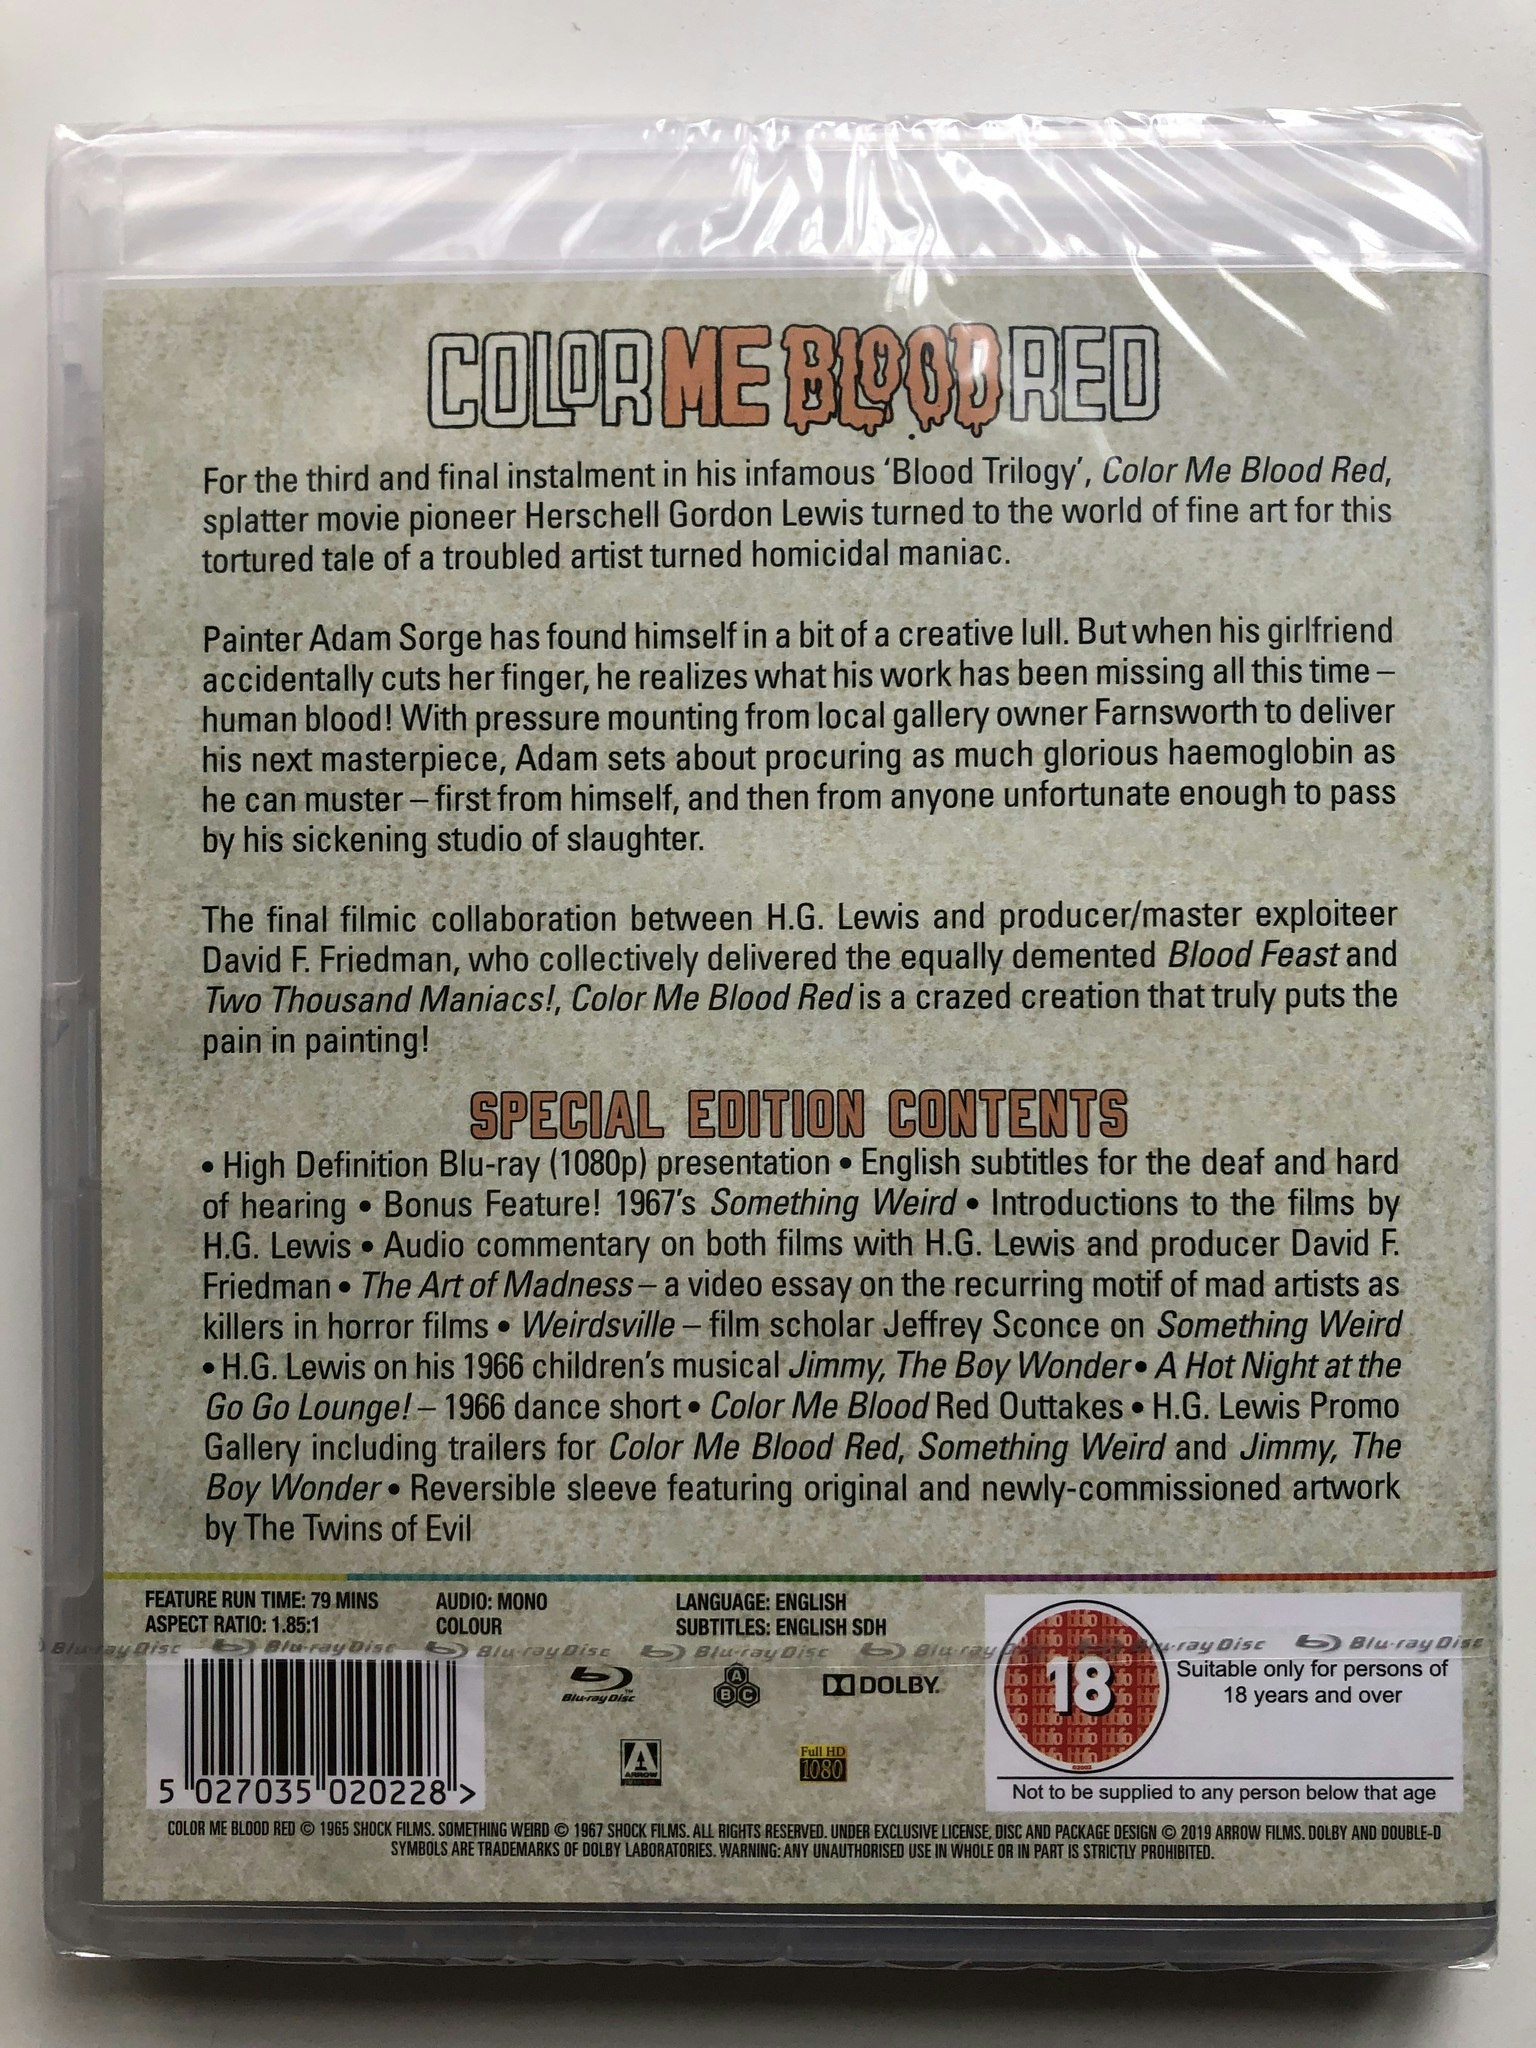 COLOR ME BLOOD RED
For the third and final instalment in his infamous ‘Blood Trilogy’, Color Me Blood Red,
splatter movie pioneer Herschell Gordon Lewis turned to the world of fine art for this
tortured tale of a troubled artist turned homicidal maniac.
Painter Adam Sorge has found himself in a bit of a creative lull. But when his girlfriend
accidentally cuts her finger, he realizes what his work has been missing all this time –
human blood! With pressure mounting from local gallery owner Farnsworth to deliver
his next masterpiece, Adam sets about procuring as much glorious haemoglobin as
he can muster – first from himself, and then from anyone unfortunate enough to pass
by his sickening studio of slaughter.
The final filmic collaboration between H.G. Lewis and producer/master exploiteer
David F. Friedman, who collectively delivered the equally demented Blood Feast and
Two Thousand Maniacs!, Color Me Blood Red is a crazed creation that truly puts the
pain in painting!
SPECIAL EDITION CONTENTS
• High Definition Blu-ray (1080p) presentation • English subtitles for the deaf and hard
of hearing • Bonus Feature! 1967’s Something Weird • Introductions to the films by
H.G. Lewis • Audio commentary on both films with H.G. Lewis and producer David F.
Friedman • The Art of Madness – a video essay on the recurring motif of mad artists as
killers in horror films • Weirdsville – film scholar Jeffrey Sconce on Something Weird
• H.G. Lewis on his 1966 children’s musical Jimmy, The Boy Wonder • A Hot Night at the
Go Go Lounge! – 1966 dance short • Color Me Blood Red Outtakes • H.G. Lewis Promo
Gallery including trailers for Color Me Blood Red, Something Weird and Jimmy, The
Boy Wonder • Reversible sleeve featuring original and newly-commissioned artwork
by The Twins of Evil
FEATURE RUN TIME: 79 MINS AUDIO: MONO LANGUAGE: ENGLISH
ASPECT RATIO: 1.85:1 COLOUR SUBTITLES: ENGLISH SDH
Blu-ray Disc Blu-ray Disc Blu-ray Disc Blu-ray Disc Blu-ray Disc Blu-ray Disc Blu-ray Disc
Blu-ray Disc A B C DOLBY
18 Suitable only for persons of
18 years and over
ARROW Full HD 1080
Not to be supplied to any person below that age
5 027035 020228 >
COLOR ME BLOOD RED © 1965 SHOCK FILMS. SOMETHING WEIRD © 1967 SHOCK FILMS. ALL RIGHTS RESERVED. UNDER EXCLUSIVE LICENSE, DISC AND PACKAGE DESIGN © 2019 ARROW FILMS. DOLBY AND DOUBLE-D
SYMBOLS ARE TRADEMARKS OF DOLBY LABORATORIES. WARNING: ANY UNAUTHORISED USE IN WHOLE OR IN PART IS STRICTLY PROHIBITED.